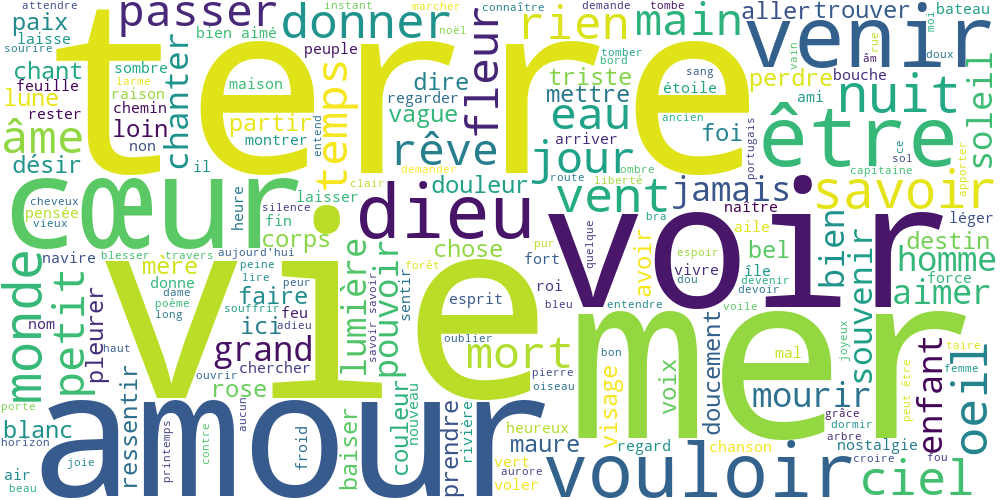 attendre
passer
instant
marcher
connaître
demande
tombe
aller
trouver
moi
bateau
paix
laisse
sourire
bien aimé
donner
noël
rien
main
venir
rue
doux
chant
sombre
chanter
peuple
terre
fleur
tomber
bord
vain
âm
feuille
larme
raison
maison
temps
dire
triste
sang
perdre
bouche
soleil
lune
chemin
regarder
mettre
étoile
ami
nuit
rester
loin
partir
vague
eau
ancien
âme
non
montrer
entend
rêve
arriver
foi
portugais
être
ce
sol
désir
il
demander
jour
route
ombre
liberté
capitaine
apporter
cœur
cheveux
pensée
vieux
heure
clair
laisser
silence
fin
douleur
dieu
vent
bra
jamais
naître
savoir
léger
blesser
travers
aujourd'hui
corps
chose
pur
quelque
voir
aile
bel
bien
destin
monde
navire
mère
donne
dame
poème
long
peine
lire
peur
souffrir
vie
forêt
fort
avoir
espoir
vivre
dou
île
devenir
devoir
homme
force
petit
nom
pleurer
faire
ici
feu
adieu
lumière
savoir savoir
pouvoir
sentir
esprit
roi
bleu
entendre
voile
souvenir
aimer
haut
grand
chercher
ouvrir
oublier
mort
mer
bon
doucement
mal
joyeux
taire
enfant
femme
œil
porte
ressentir
rose
aucun
pierre
oiseau
visage
voix
mourir
peut être
grâce
dormir
arbre
blanc
horizon
amour
printemps
contre
froid
baiser
couleur
nouveau
prendre
rivière
heureux
maure
regard
chanson
nostalgie
croire
fou
air
beau
joie
vert
aurore
voler
vouloir
ciel